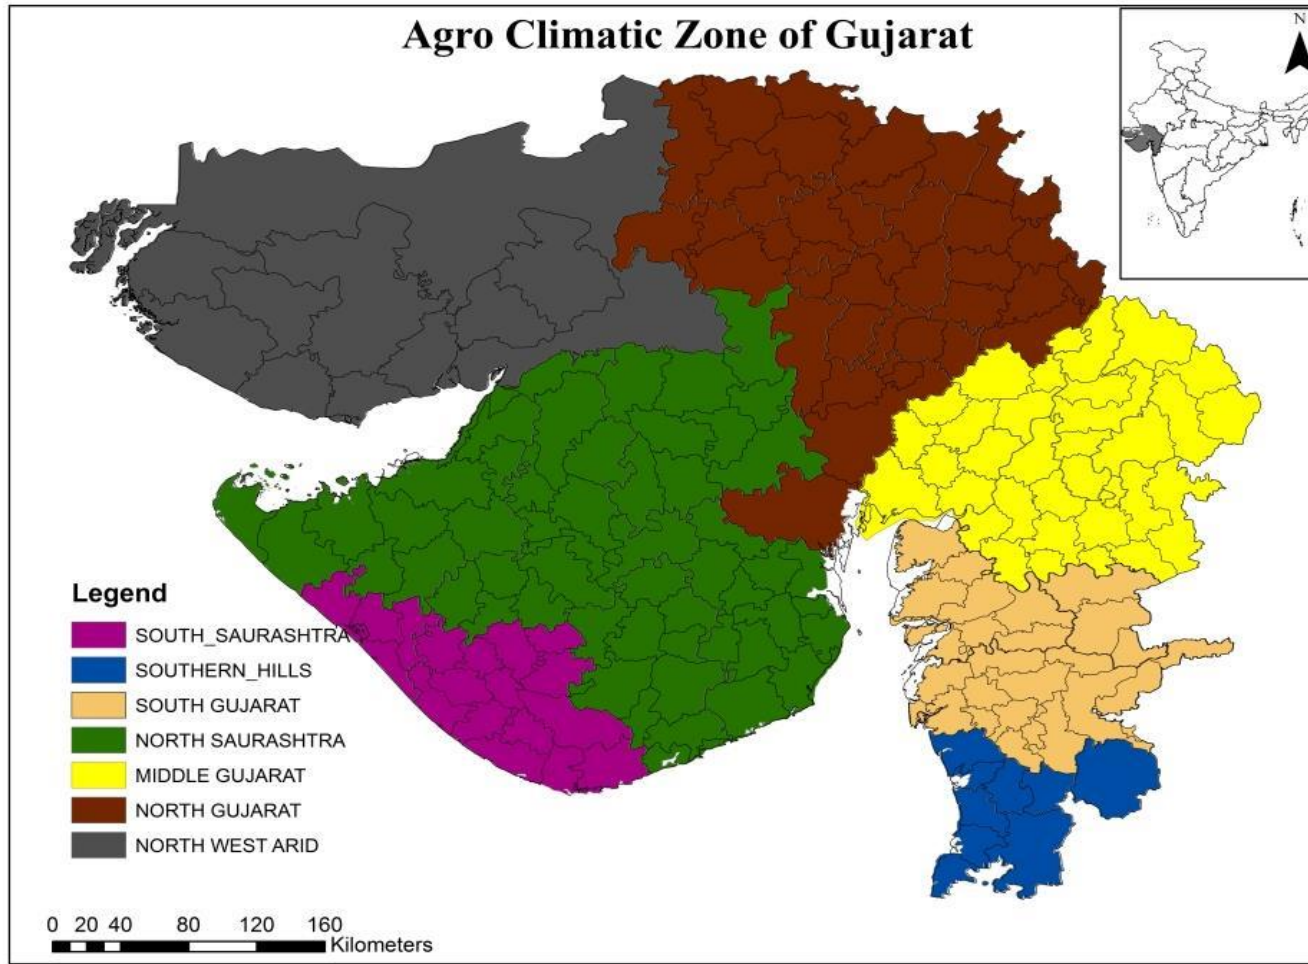 Agro Climatic Zone of Gujarat
N
Legend
SOUTH_SAURASHTRA
SOUTHERN_HILLS
SOUTH GUJARAT
NORTH SAURASHTRA
MIDDLE GUJARAT
NORTH GUJARAT
NORTH WEST ARID
0 20 40 80 120 160
Kilometers